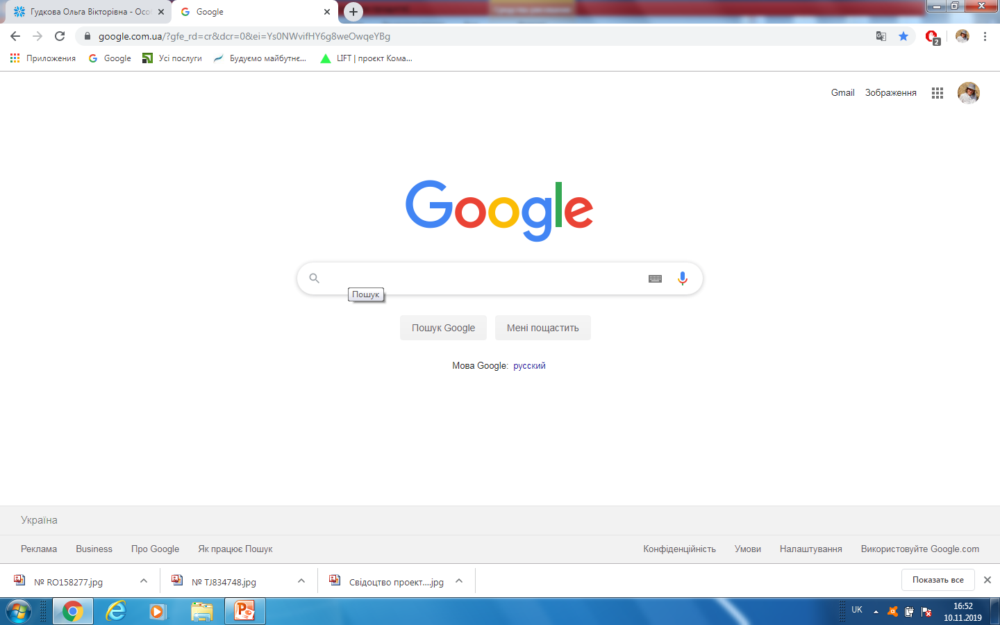 Гудкова Ольга Вікторівна - Осо
Google
google.com.ua/?gfe_rd=cr&dcr=0&ei=Ys0NWvifHY6g8weOwqeYBg
2
Приложения Google Усі послуги Будуємо майбутнє... LIFT | проєкт Кома...
Gmail Зображення
Google
Пошук
Пошук Google Мені пощастить
Мова Google: русский
Україна
Реклама Business Про Google Як працює Пошук Конфіденційність Умови Налаштування Використовуйте Google.com
№ RO158277.jpg № TJ834748.jpg Свідоцтво проект....jpg Показать все
UK 16:52
10.11.2019